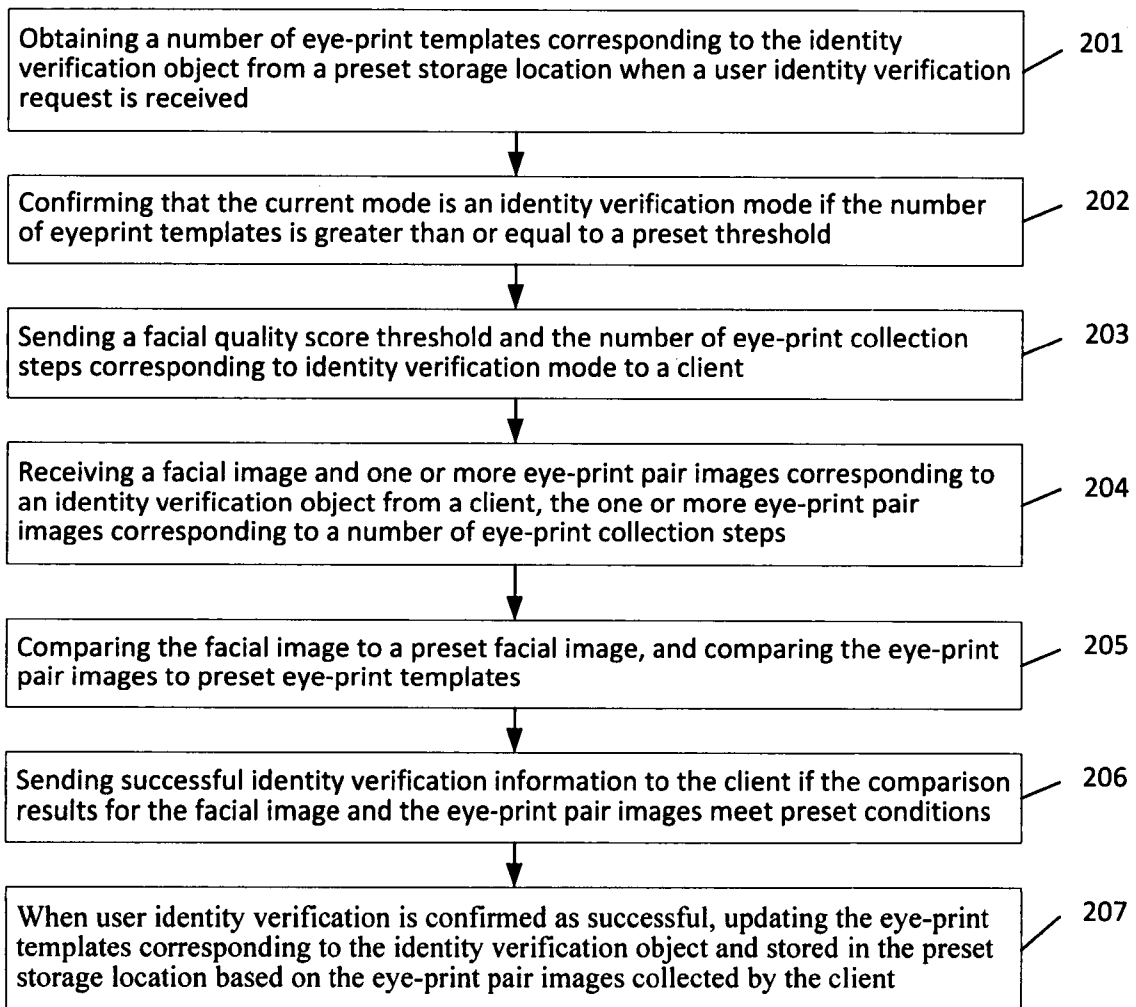 Obtaining a number of eye-print templates corresponding to the identity
verification object from a preset storage location when a user identity verification
request is received
201
Confirming that the current mode is an identity verification mode if the number
of eyeprint templates is greater than or equal to a preset threshold
202
Sending a facial quality score threshold and the number of eye-print collection
steps corresponding to identity verification mode to a client
203
Receiving a facial image and one or more eye-print pair images corresponding to
an identity verification object from a client, the one or more eye-print pair
images corresponding to a number of eye-print collection steps
204
Comparing the facial image to a preset facial image, and comparing the eye-print
pair images to preset eye-print templates
205
Sending successful identity verification information to the client if the comparison
results for the facial image and the eye-print pair images meet preset conditions
206
When user identity verification is confirmed as successful, updating the eye-print
templates corresponding to the identity verification object and stored in the preset
storage location based on the eye-print pair images collected by the client
207